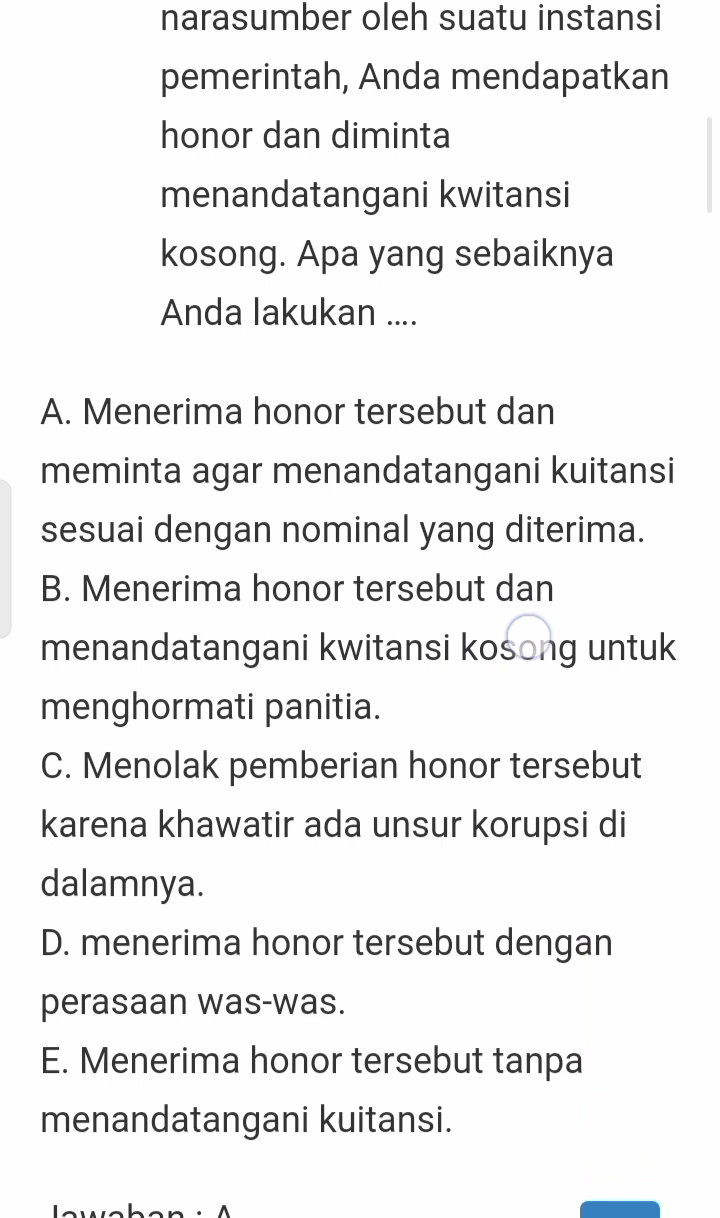 narasumber oleh suatu instansi
pemerintah, Anda mendapatkan
honor dan diminta
menandatangani kwitansi
kosong. Apa yang sebaiknya
Anda lakukan ....
A. Menerima honor tersebut dan
meminta agar menandatangani kuitansi
sesuai dengan nominal yang diterima.
B. Menerima honor tersebut dan
menandatangani kwitansi kosong untuk
menghormati panitia.
C. Menolak pemberian honor tersebut
karena khawatir ada unsur korupsi di
dalamnya.
D. menerima honor tersebut dengan
perasaan was-was.
E. Menerima honor tersebut tanpa
menandatangani kuitansi.
Jawaban : A